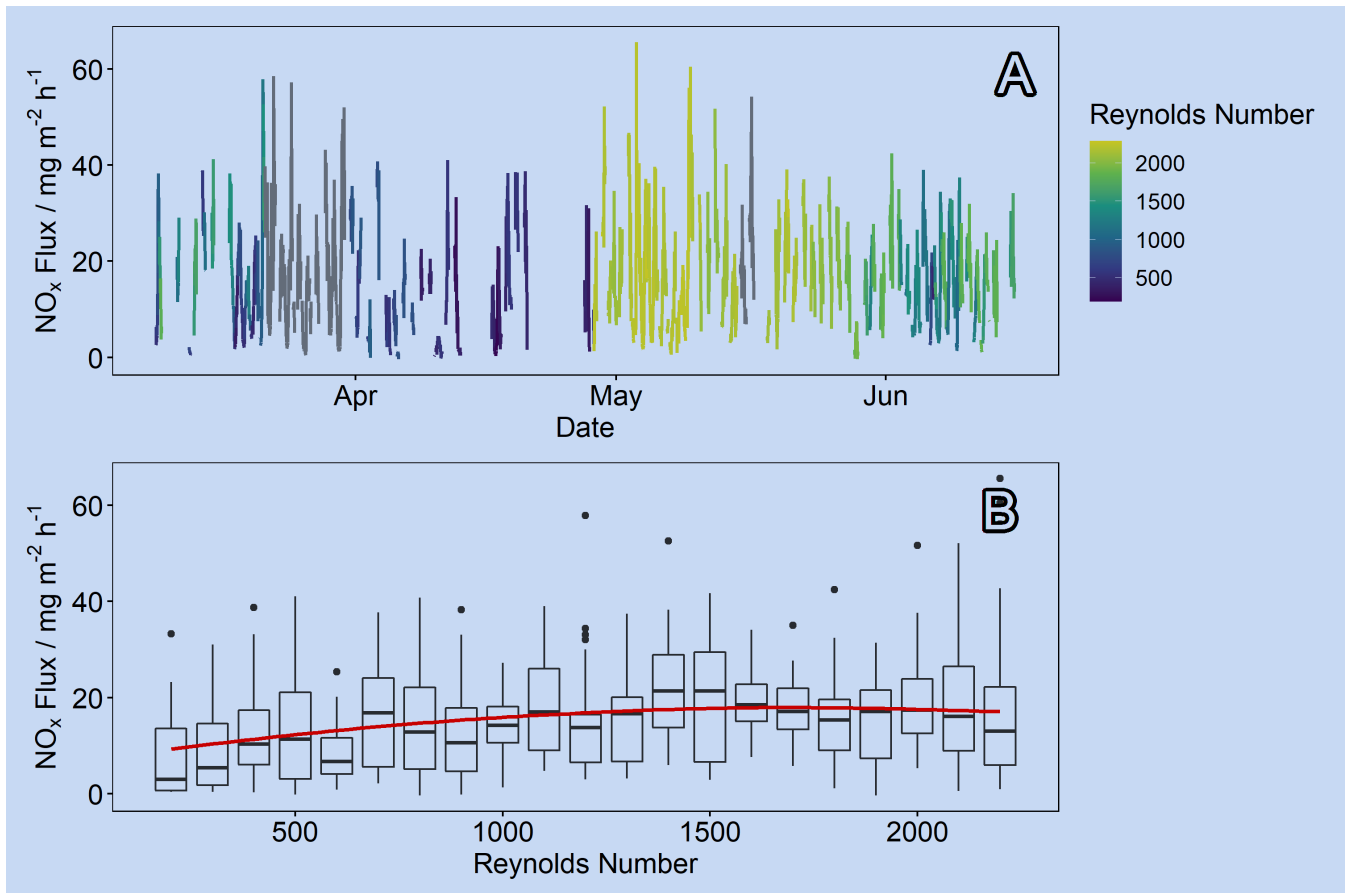 A
60
40
20
0
NOx Flux / mg m-2 h-1
Apr May Jun
Date
Reynolds Number
2000
1500
1000
500
B
60
40
20
0
NOx Flux / mg m-2 h-1
500 1000 1500 2000
Reynolds Number